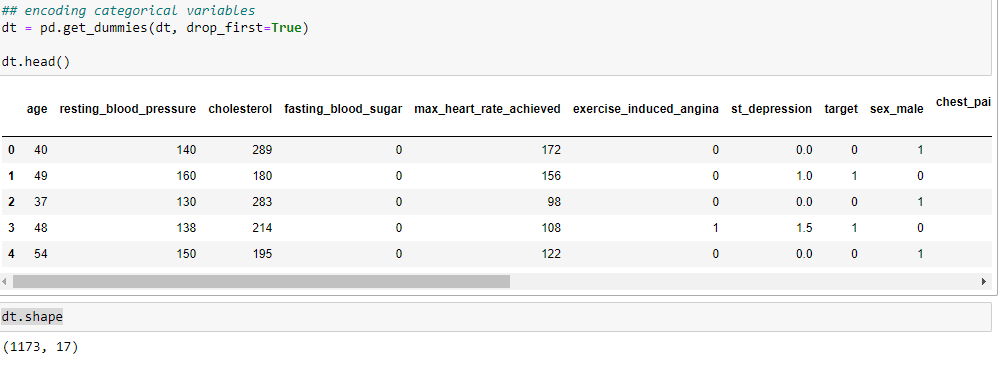 ## encoding categorical variables
dt = pd.get_dummies(dt, drop_first=True)
dt.head()
age resting_blood_pressure cholesterol fasting_blood_sugar max_heart_rate_achieved exercise_induced_angina st_depression target sex_male chest_pai
0 40 140 289 0 172 0 0.0 0 1
1 49 160 180 0 156 0 1.0 1 0
2 37 130 283 0 98 0 0.0 0 1
3 48 138 214 0 108 1 1.5 1 0
4 54 150 195 0 122 0 0.0 0 1
dt.shape
(1173, 17)